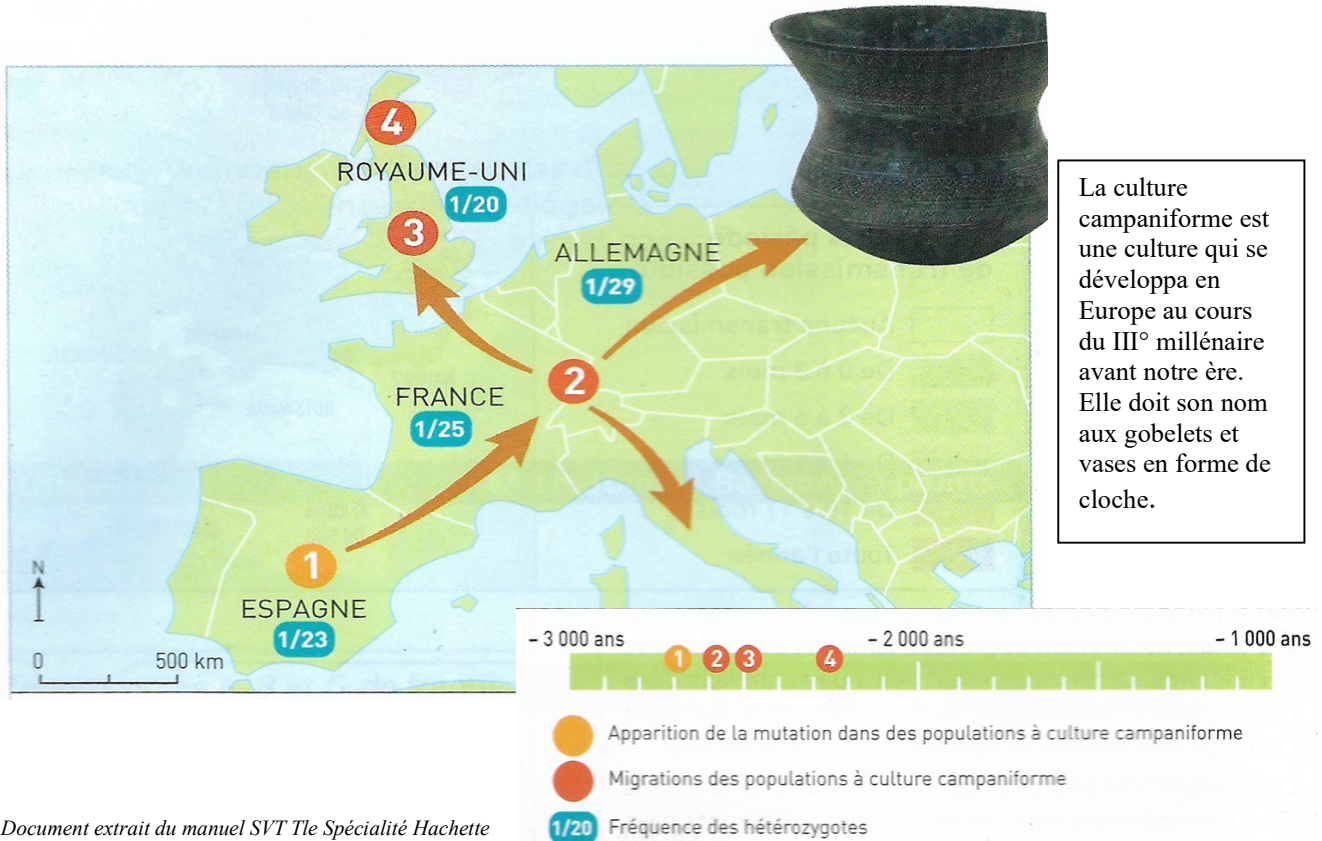 4
ROYAUME-UNI
1/20
3
ALLEMAGNE
1/29
2
FRANCE
1/25
1
ESPAGNE
1/23
N
0 500 km
La culture
campaniforme est
une culture qui se
développa en
Europe au cours
du III° millénaire
avant notre ère.
Elle doit son nom
aux gobelets et
vases en forme de
cloche.
– 3 000 ans – 2 000 ans – 1 000 ans
1 2 3 4
Apparition de la mutation dans des populations à culture campaniforme
Migrations des populations à culture campaniforme
1/20 Fréquence des hétérozygotes
Document extrait du manuel SVT Tle Spécialité Hachette